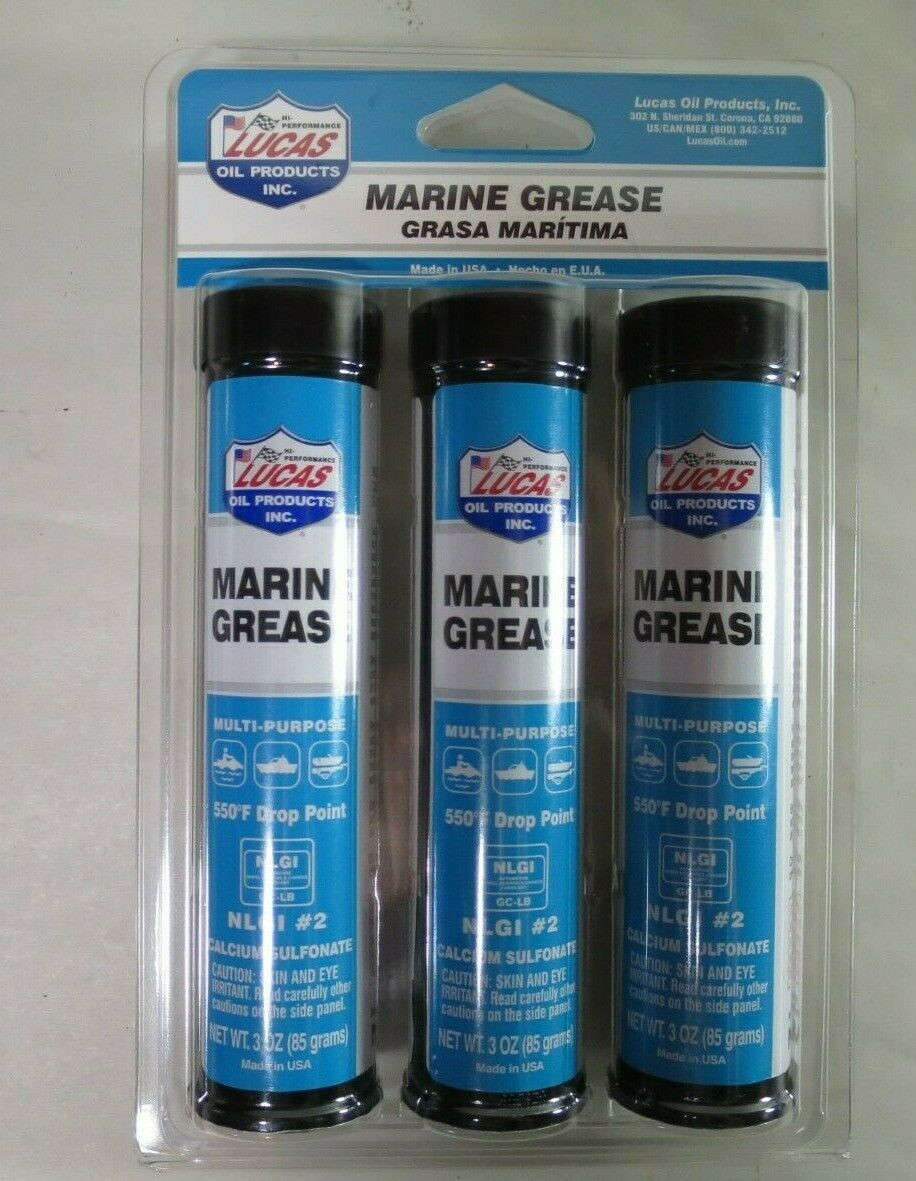 HI-
PERFORMANCE
LUCAS
OIL PRODUCTS
INC.
Lucas Oil Products, Inc.
302 N. Sheridan St. Corona, CA 92880
US/CAN/MEX (800) 342-2512
LucasOil.com
MARINE GREASE
GRASA MARÍTIMA
Made in USA • Hecho en E.U.A.
HI-
PERFORMANCE
LUCAS
OIL PRODUCTS
INC.
MARIN
GREAS
MULTI-PURPOSE
550°F Drop Point
NLGI
GC-LB
NLGI #2
CALCIUM SULFONATE
CAUTION: SKIN AND EYE
IRRITANT. Read carefully other
cautions on the side panel.
NET WT. 3 OZ (85 grams)
Made in USA
HI-
PERFORMANCE
LUCAS
OIL PRODUCTS
INC.
MARINE
GREASE
MULTI-PURPOSE
550°F Drop Point
NLGI
GC-LB
NLGI #2
CALCIUM SULFONATE
CAUTION: SKIN AND EYE
IRRITANT. Read carefully other
cautions on the side panel.
NET WT. 3 OZ (85 grams)
Made in USA
HI-
PERFORMANCE
LUCAS
OIL PRODUCTS
INC.
MARINE
GREASE
MULTI-PURPOSE
550°F Drop Point
NLGI
GC-LB
NLGI #2
CALCIUM SULFONATE
CAUTION: SKIN AND EYE
IRRITANT. Read carefully other
cautions on the side panel.
NET WT. 3 OZ (85 grams)
Made in USA